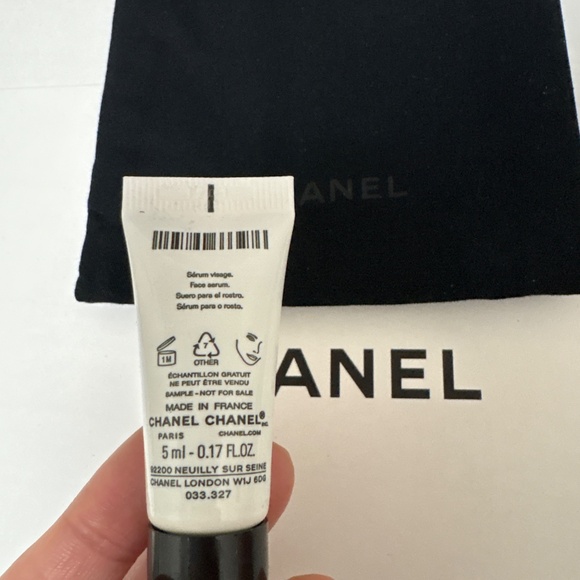 CHANEL
Sérum visage.
Face serum.
Suero para el rostro.
Sérum para o rosto.
1M
7
OTHER
ÉCHANTILLON GRATUIT
NE PEUT ÊTRE VENDU
SAMPLE - NOT FOR SALE
MADE IN FRANCE
CHANEL CHANEL® INC.
PARIS CHANEL.COM
5 ml - 0.17 FL.OZ.
92200 NEUILLY SUR SEINE
CHANEL LONDON W1J 6DG
033.327
ANEL